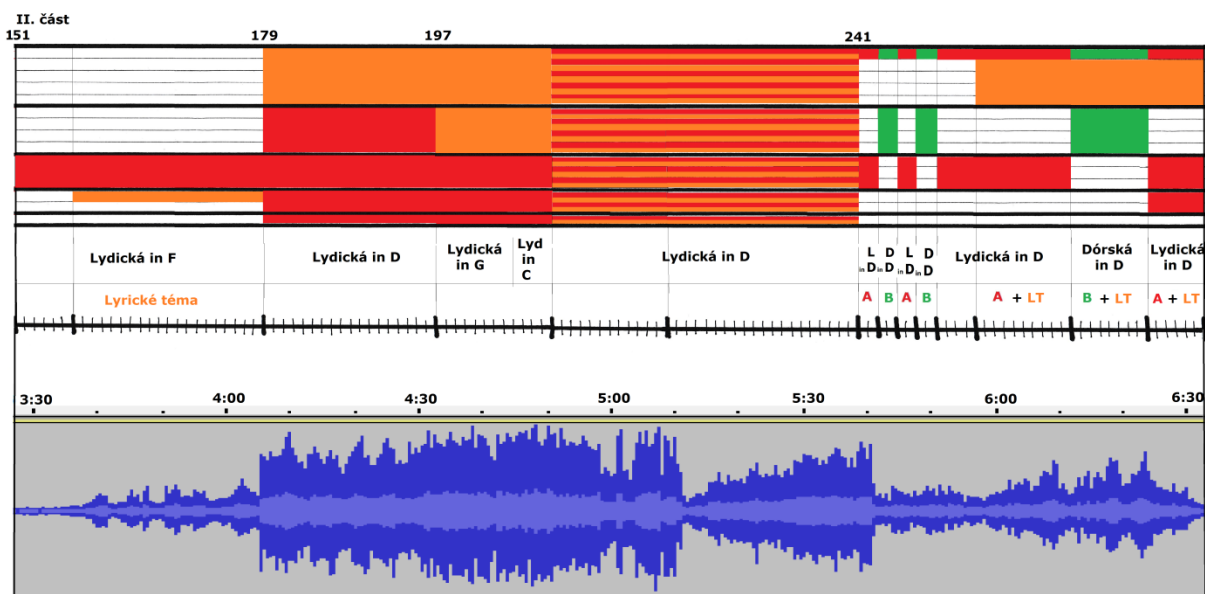 II. část
151 179 197 241
Lydická in F
Lydická in D
Lydická
in G
Lyd
in
C
Lydická in D
L
in D
D
in D
L
in D
D
in D
Lydická in D
Dórská
in D
Lydická
in D
Lyrické téma
A B A B A + LT B + LT A + LT
3:30 4:00 4:30 5:00 5:30 6:00 6:30